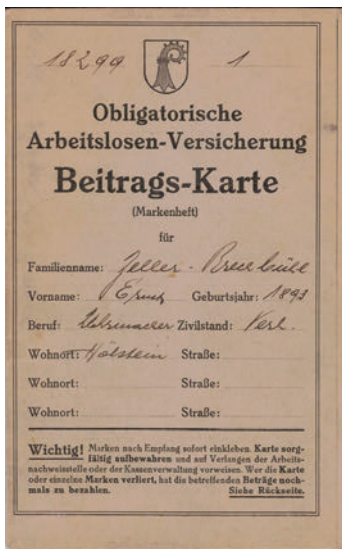 18299 1
Obligatorische
Arbeitslosen-Versicherung
Beitrags-Karte
(Markenheft)
für
Familienname: Zeller -
Vorname: Ernst Geburtsjahr: 1893
Beruf: Uhrmacher Zivilstand: Verh.
Wohnort: Hölstein Straße:
Wohnort: Straße:
Wohnort: Straße:
Wichtig! Marken nach Empfang sofort einkleben. Karte sorg-
fältig aufbewahren und auf Verlangen der Arbeits-
nachweisstelle oder der Kassenverwaltung vorweisen. Wer die Karte
oder einzelne Marken verliert, hat die betreffenden Beträge noch-
mals zu bezahlen. Siehe Rückseite.